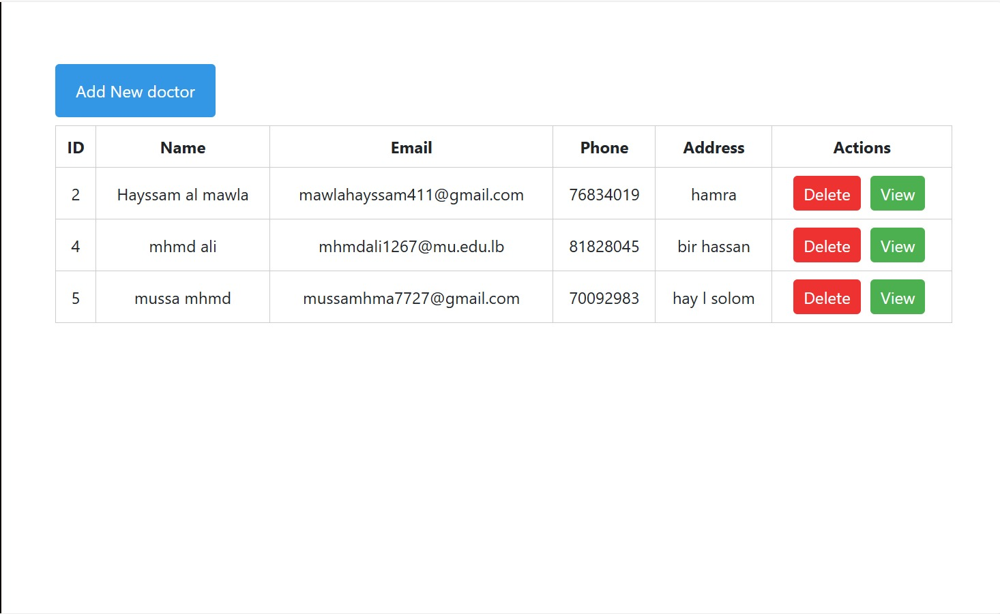 Add New doctor
ID Name Email Phone Address Actions
2 Hayssam al mawla mawlahayssam411@gmail.com 76834019 hamra Delete View
4 mhmd ali mhmdali1267@mu.edu.lb 81828045 bir hassan Delete View
5 mussa mhmd mussamhma7727@gmail.com 70092983 hay l solom Delete View